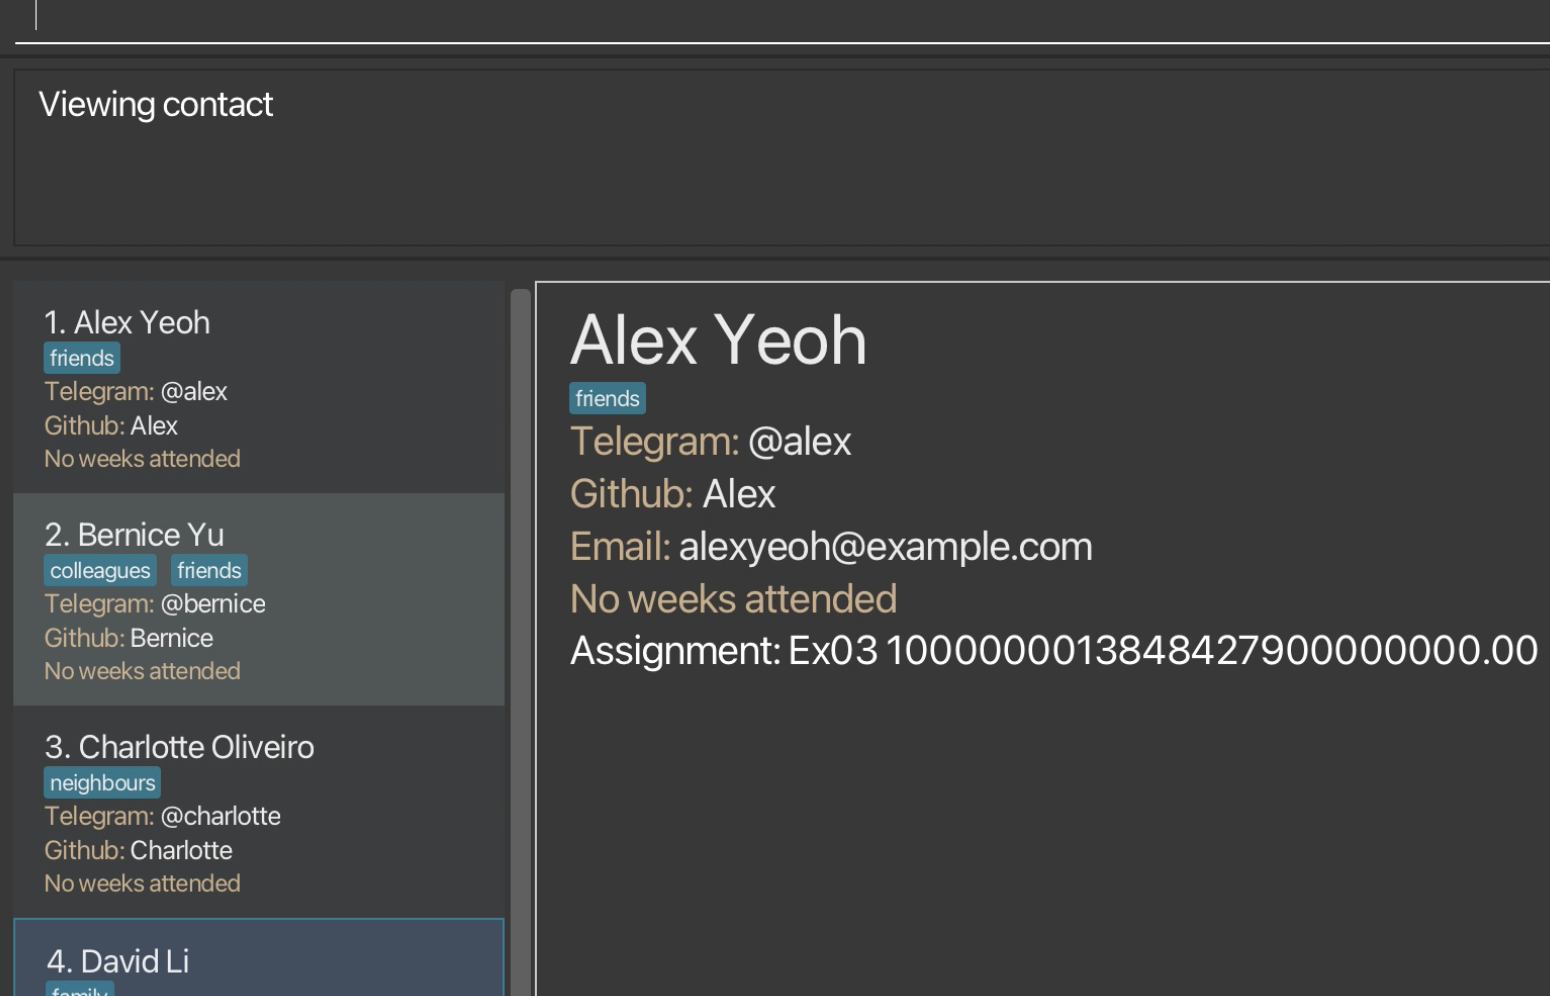 Viewing contact
1. Alex Yeoh
friends
Telegram: @alex
Github: Alex
No weeks attended
2. Bernice Yu
colleagues friends
Telegram: @bernice
Github: Bernice
No weeks attended
3. Charlotte Oliveiro
neighbours
Telegram: @charlotte
Github: Charlotte
No weeks attended
4. David Li
family
Alex Yeoh
friends
Telegram: @alex
Github: Alex
Email: alexyeoh@example.com
No weeks attended
Assignment: Ex03 10000000013848427900000000.00